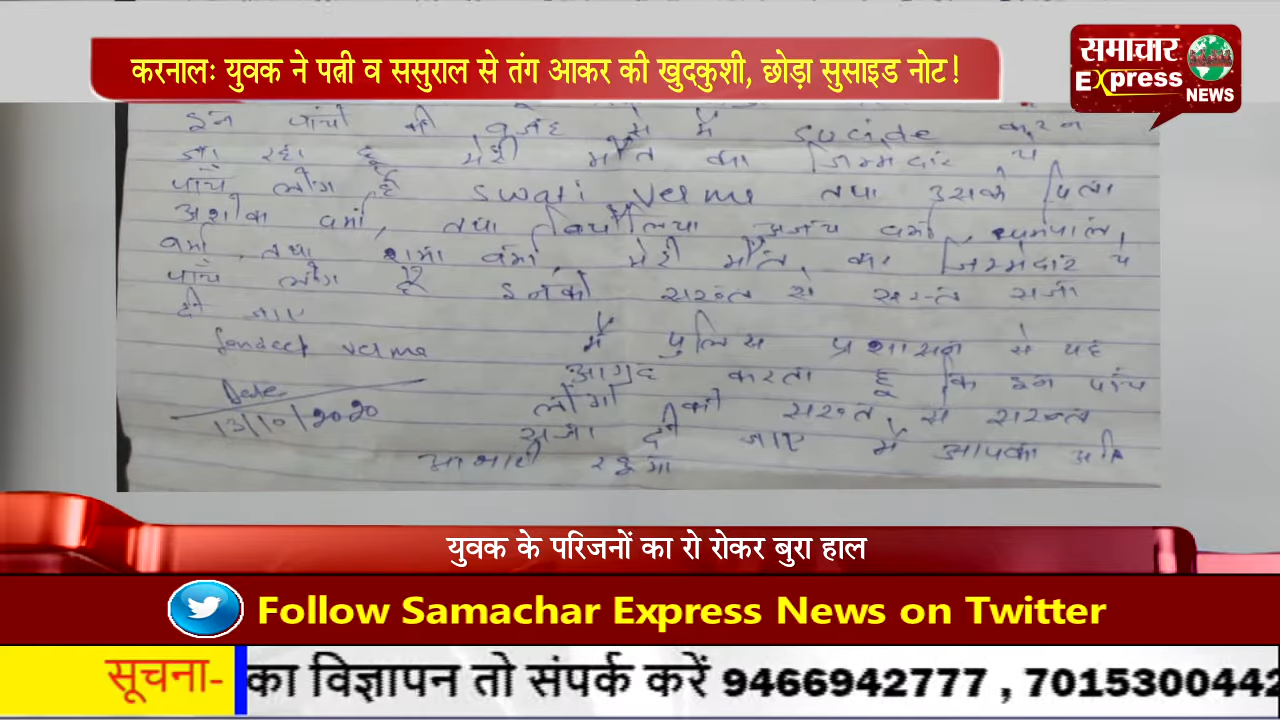 समाचार
Express
NEWS
करनालः युवक ने पत्नी व ससुराल से तंग आकर की खुदकुशी, छोड़ा सुसाइड नोट!
इन पांचो की वजह से मैं sucide करन
जा रहा हूँ मेरी मौत का जिम्मेदार ये
पाँच लोग है swati verma तथा उसके पिता
अशोक वर्मा, तथा अजय वर्मा,
वर्मा, तथा शमा वर्मा, मेरी मौत का जिम्मेदार ये
पाँच लोग है इनको सख्त से सख्त सजा
दी जाए
Sandeep verma मैं पुलिस प्रशासन से यह
Date आग्रह करता हूँ कि इन पांच
13/10/2020 लोगो को सख्त से सख्त
सजा दी जाए मैं आपका अति
आभारी रहूगा
युवक के परिजनों का रो रोकर बुरा हाल
Follow Samachar Express News on Twitter
सूचना- का विज्ञापन तो संपर्क करें 9466942777 , 7015300442